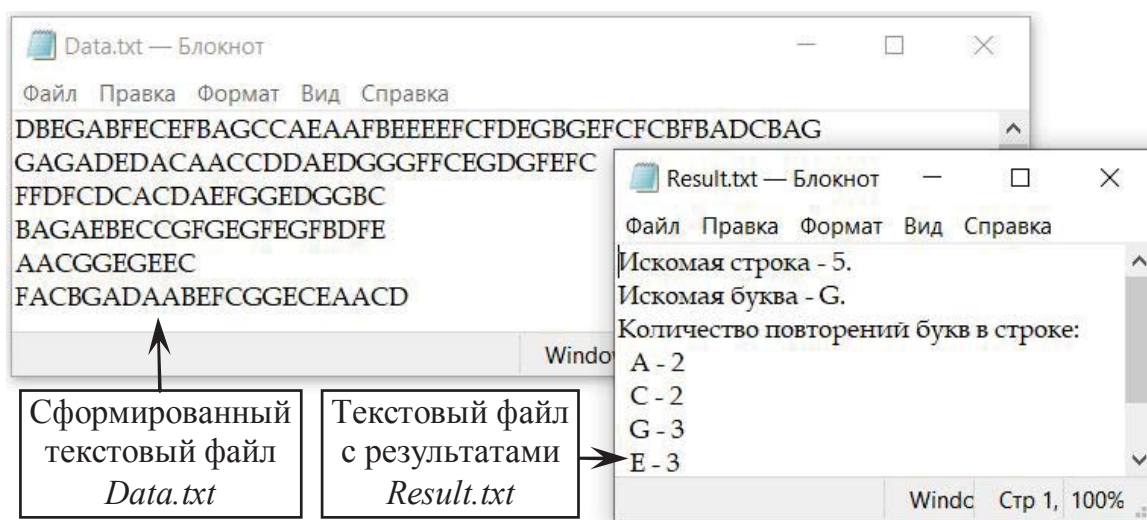 Data.txt — Блокнот
Файл Правка Формат Вид Справка
DBEGABFECEFBAGCCAEAAFBEEEEFCFDEGBGEFCFCBFBADCBAG
GAGADEDACAACCDDAEDGGGFFCEGDGFEFC
FFDFCDCACDAEFGGEDGGBC
BAGAEBECCGFGEGFEGFBDFE
AACGGEGEEC
FACBGADAABEFCGGECEAACD
Result.txt — Блокнот
Файл Правка Формат Вид Справка
Искомая строка - 5.
Искомая буква - G.
Количество повторений букв в строке:
A - 2
C - 2
G - 3
E - 3
Windc Стр 1, 100%
Сформированный
текстовый файл
Data.txt
Текстовый файл
с результатами
Result.txt